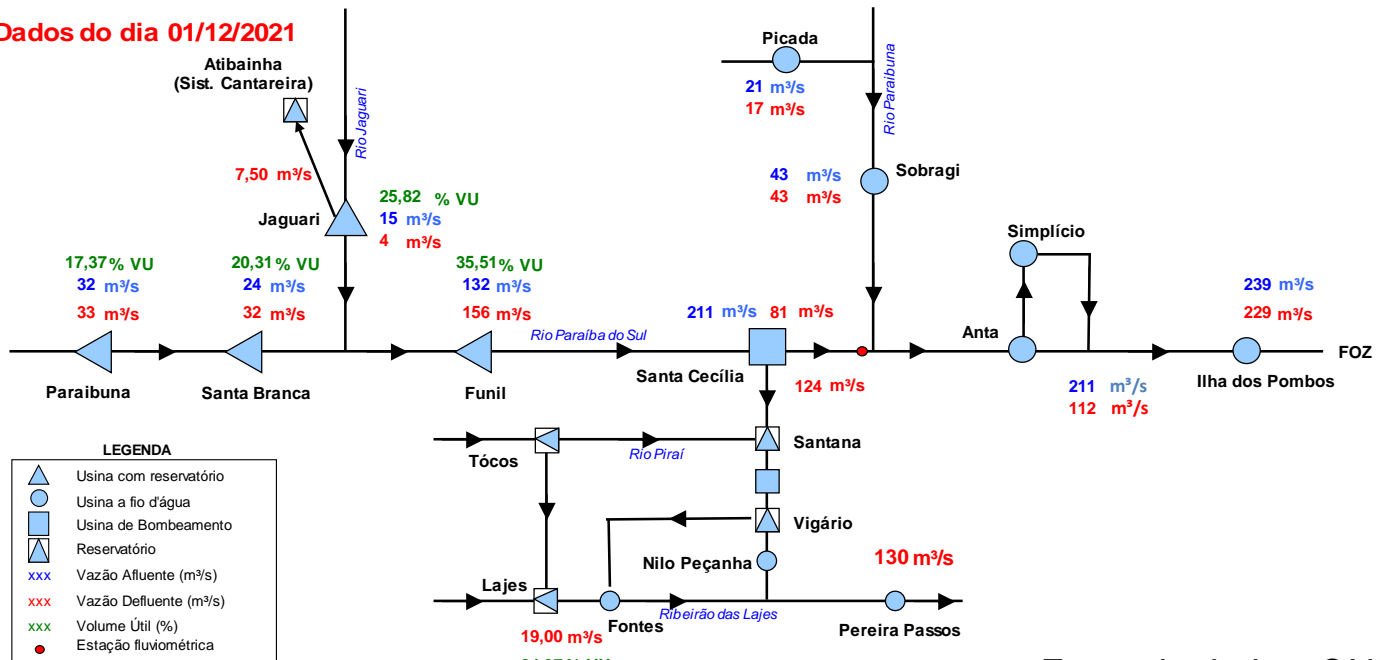 Dados do dia 01/12/2021
Atibainha
(Sist. Cantareira)
Rio Jaguari
7,50 m³/s
Jaguari
25,82 % VU
15 m³/s
4 m³/s
Picada
21 m³/s
17 m³/s
Rio Paraibuna
43 m³/s
43 m³/s
Sobragi
17,37% VU
32 m³/s
33 m³/s
Paraibuna
20,31% VU
24 m³/s
32 m³/s
Santa Branca
35,51% VU
132 m³/s
156 m³/s
Funil
Rio Paraíba do Sul
211 m³/s 81 m³/s
Santa Cecília
124 m³/s
Simplício
Anta
211 m³/s
112 m³/s
239 m³/s
229 m³/s
Ilha dos Pombos
FOZ
Tócos
Rio Piraí
Santana
Vigário
Nilo Peçanha
130 m³/s
Lajes
19,00 m³/s
Fontes
Ribeirão das Lajes
Pereira Passos
LEGENDA
Usina com reservatório
Usina a fio d'água
Usina de Bombeamento
Reservatório
xxx Vazão Afluente (m³/s)
xxx Vazão Defluente (m³/s)
xxx Volume Útil (%)
Estação fluviométrica